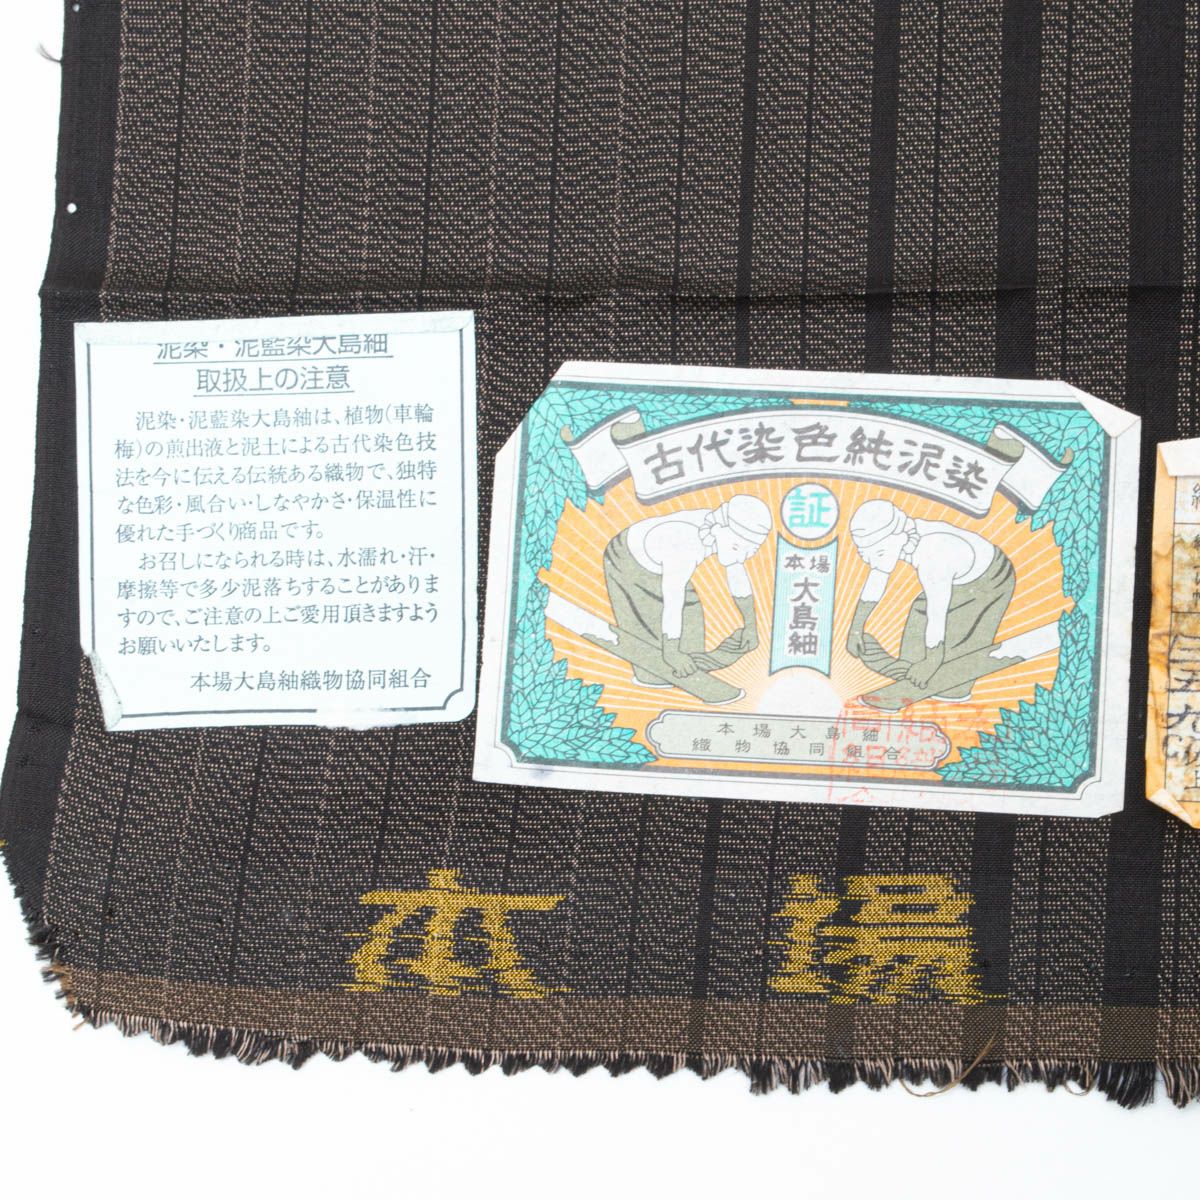 泥染・泥藍染大島紬
取扱上の注意
泥染・泥藍染大島紬は、植物(車輪
梅)の煎出液と泥土による古代染色技
法を今に伝える伝統ある織物で、独特
な色彩・風合い・しなやかさ・保温性に
優れた手づくり商品です。
お召しになられる時は、水濡れ・汗・
摩擦等で多少泥落ちすることがありま
すので、ご注意の上ご愛用頂きますよう
お願いいたします。
本場大島紬織物協同組合
古代染色純泥染
証
本場
大島紬
本場大島紬
織物協同組合
本場